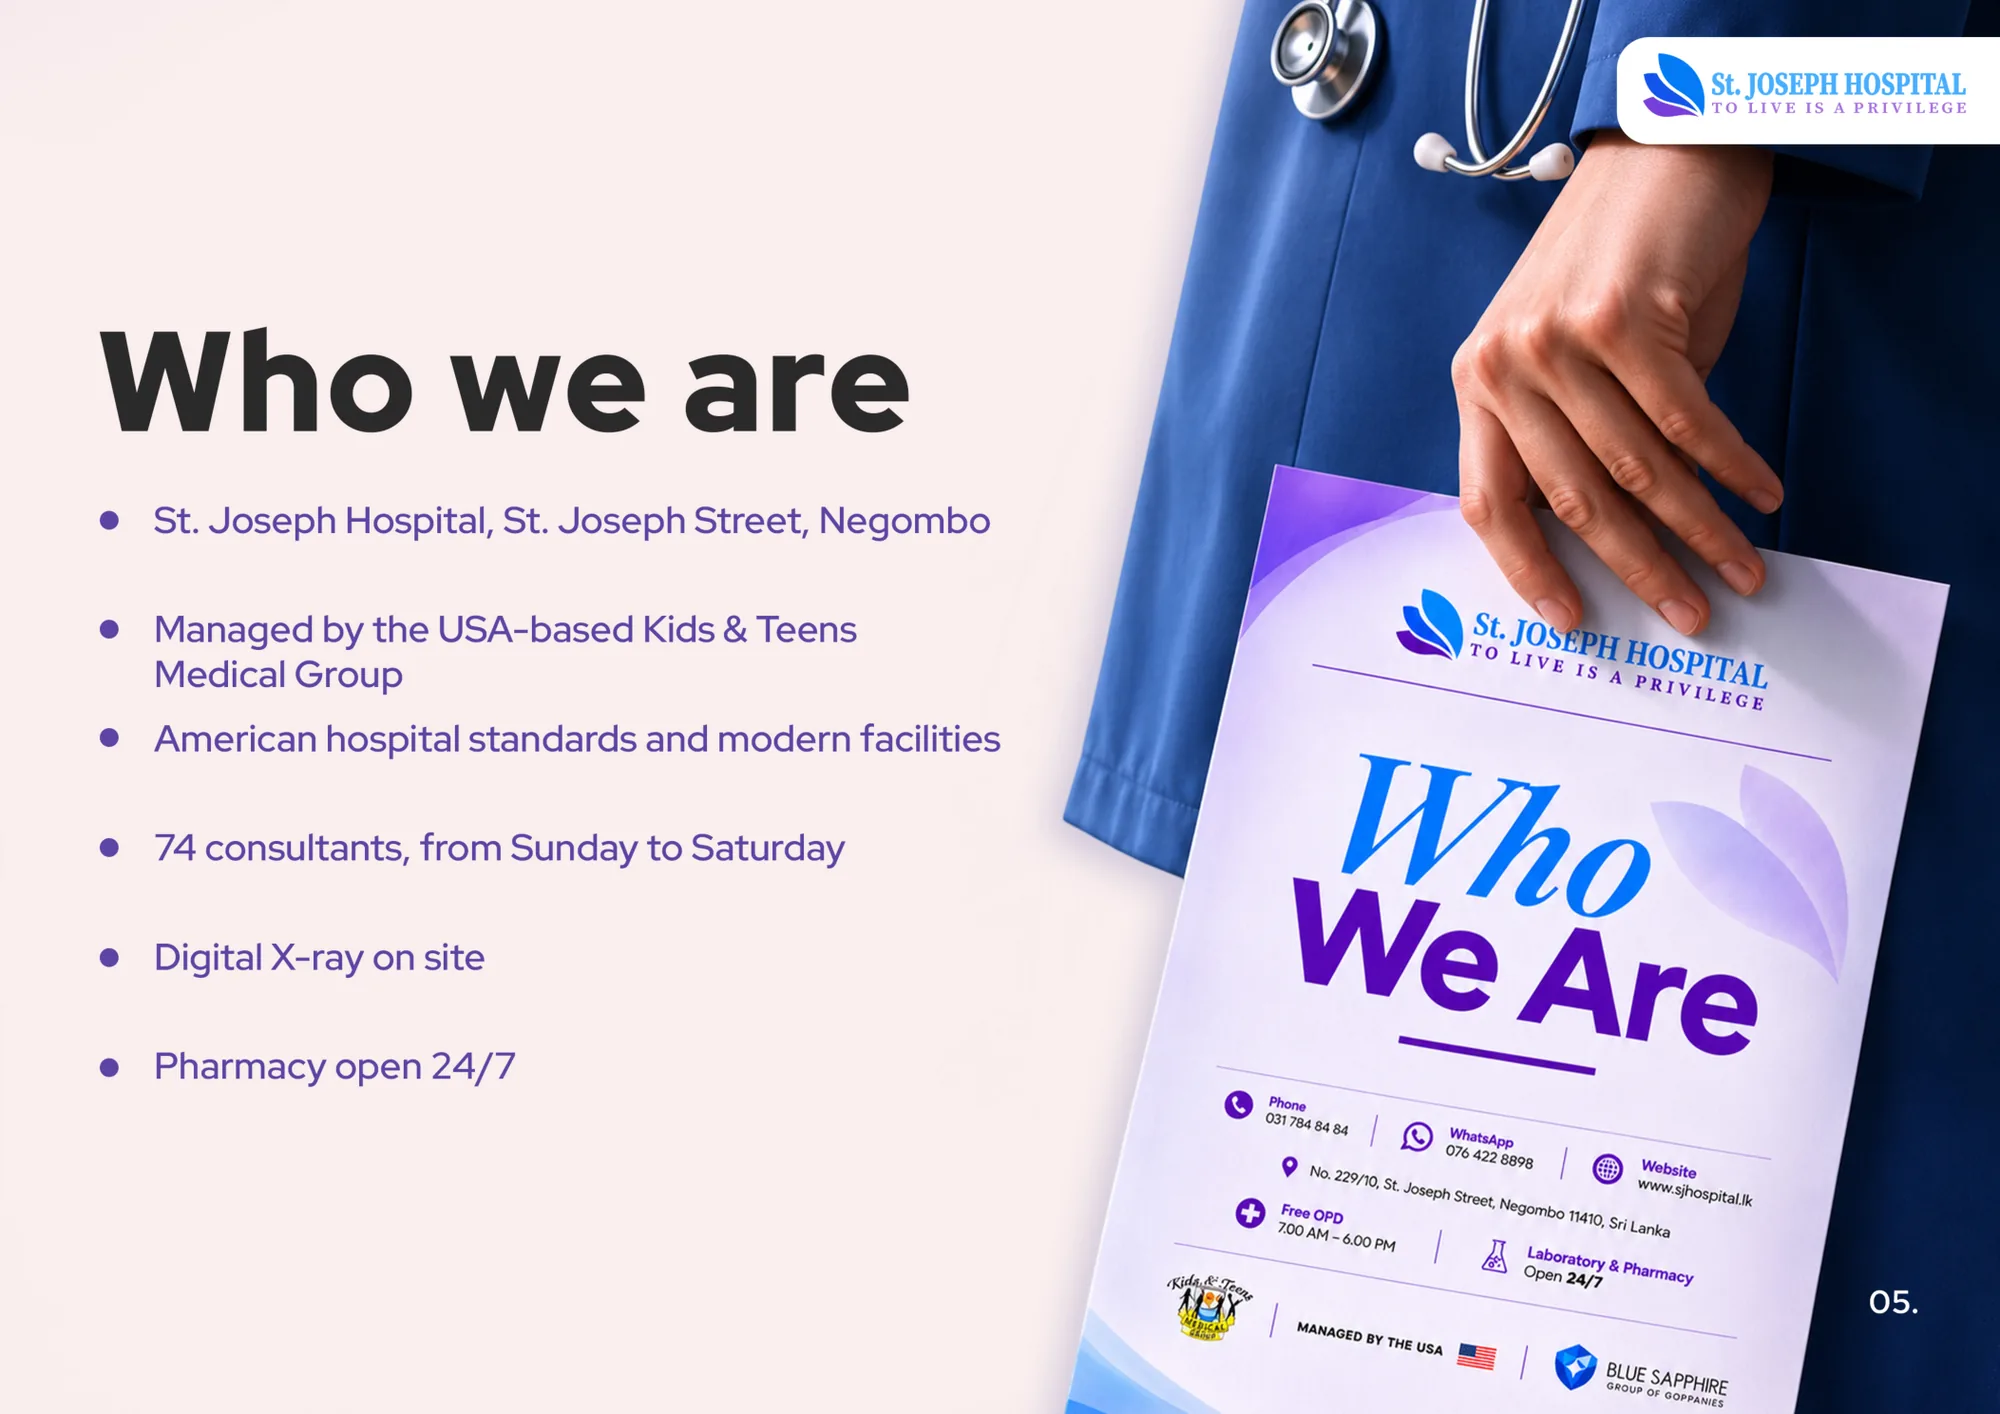 St. JOSEPH HOSPITAL
TO LIVE IS A PRIVILEGE
Who we are
St. Joseph Hospital, St. Joseph Street, Negombo
Managed by the USA-based Kids & Teens
Medical Group
American hospital standards and modern facilities
74 consultants, from Sunday to Saturday
Digital X-ray on site
Pharmacy open 24/7
St. JOSEPH HOSPITAL
TO LIVE IS A PRIVILEGE
Who
We Are
Phone
031 784 84 84
WhatsApp
076 422 8898
Website
www.sjhospital.lk
No. 229/10, St. Joseph Street, Negombo 11410, Sri Lanka
Free OPD
7.00 AM – 6.00 PM
Laboratory & Pharmacy
Open 24/7
Kids & Teens
MEDICAL
GROUP
MANAGED BY THE USA
BLUE SAPPHIRE
GROUP OF GOPPANIES
05.